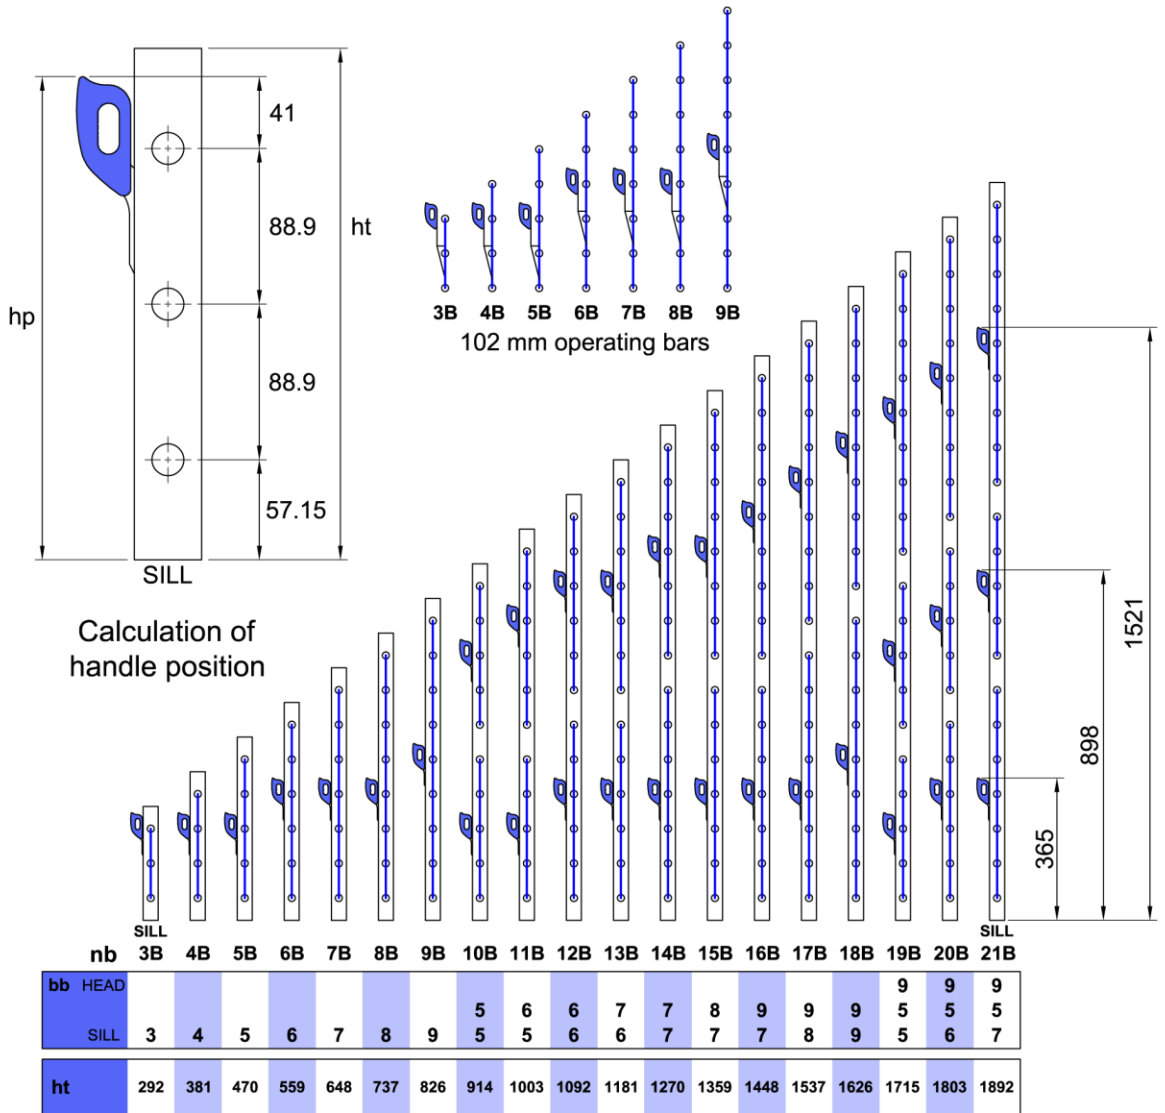 41
88.9
ht
hp
88.9
57.15
SILL
3B 4B 5B 6B 7B 8B 9B
102 mm operating bars
Calculation of
handle position
1521
898
365
SILL SILL
nb 3B 4B 5B 6B 7B 8B 9B 10B 11B 12B 13B 14B 15B 16B 17B 18B 19B 20B 21B
bb HEAD 9 9 9
5 6 6 7 7 8 9 9 9 5 5 5
SILL 3 4 5 6 7 8 9 5 5 6 6 7 7 7 8 9 5 6 7
ht 292 381 470 559 648 737 826 914 1003 1092 1181 1270 1359 1448 1537 1626 1715 1803 1892